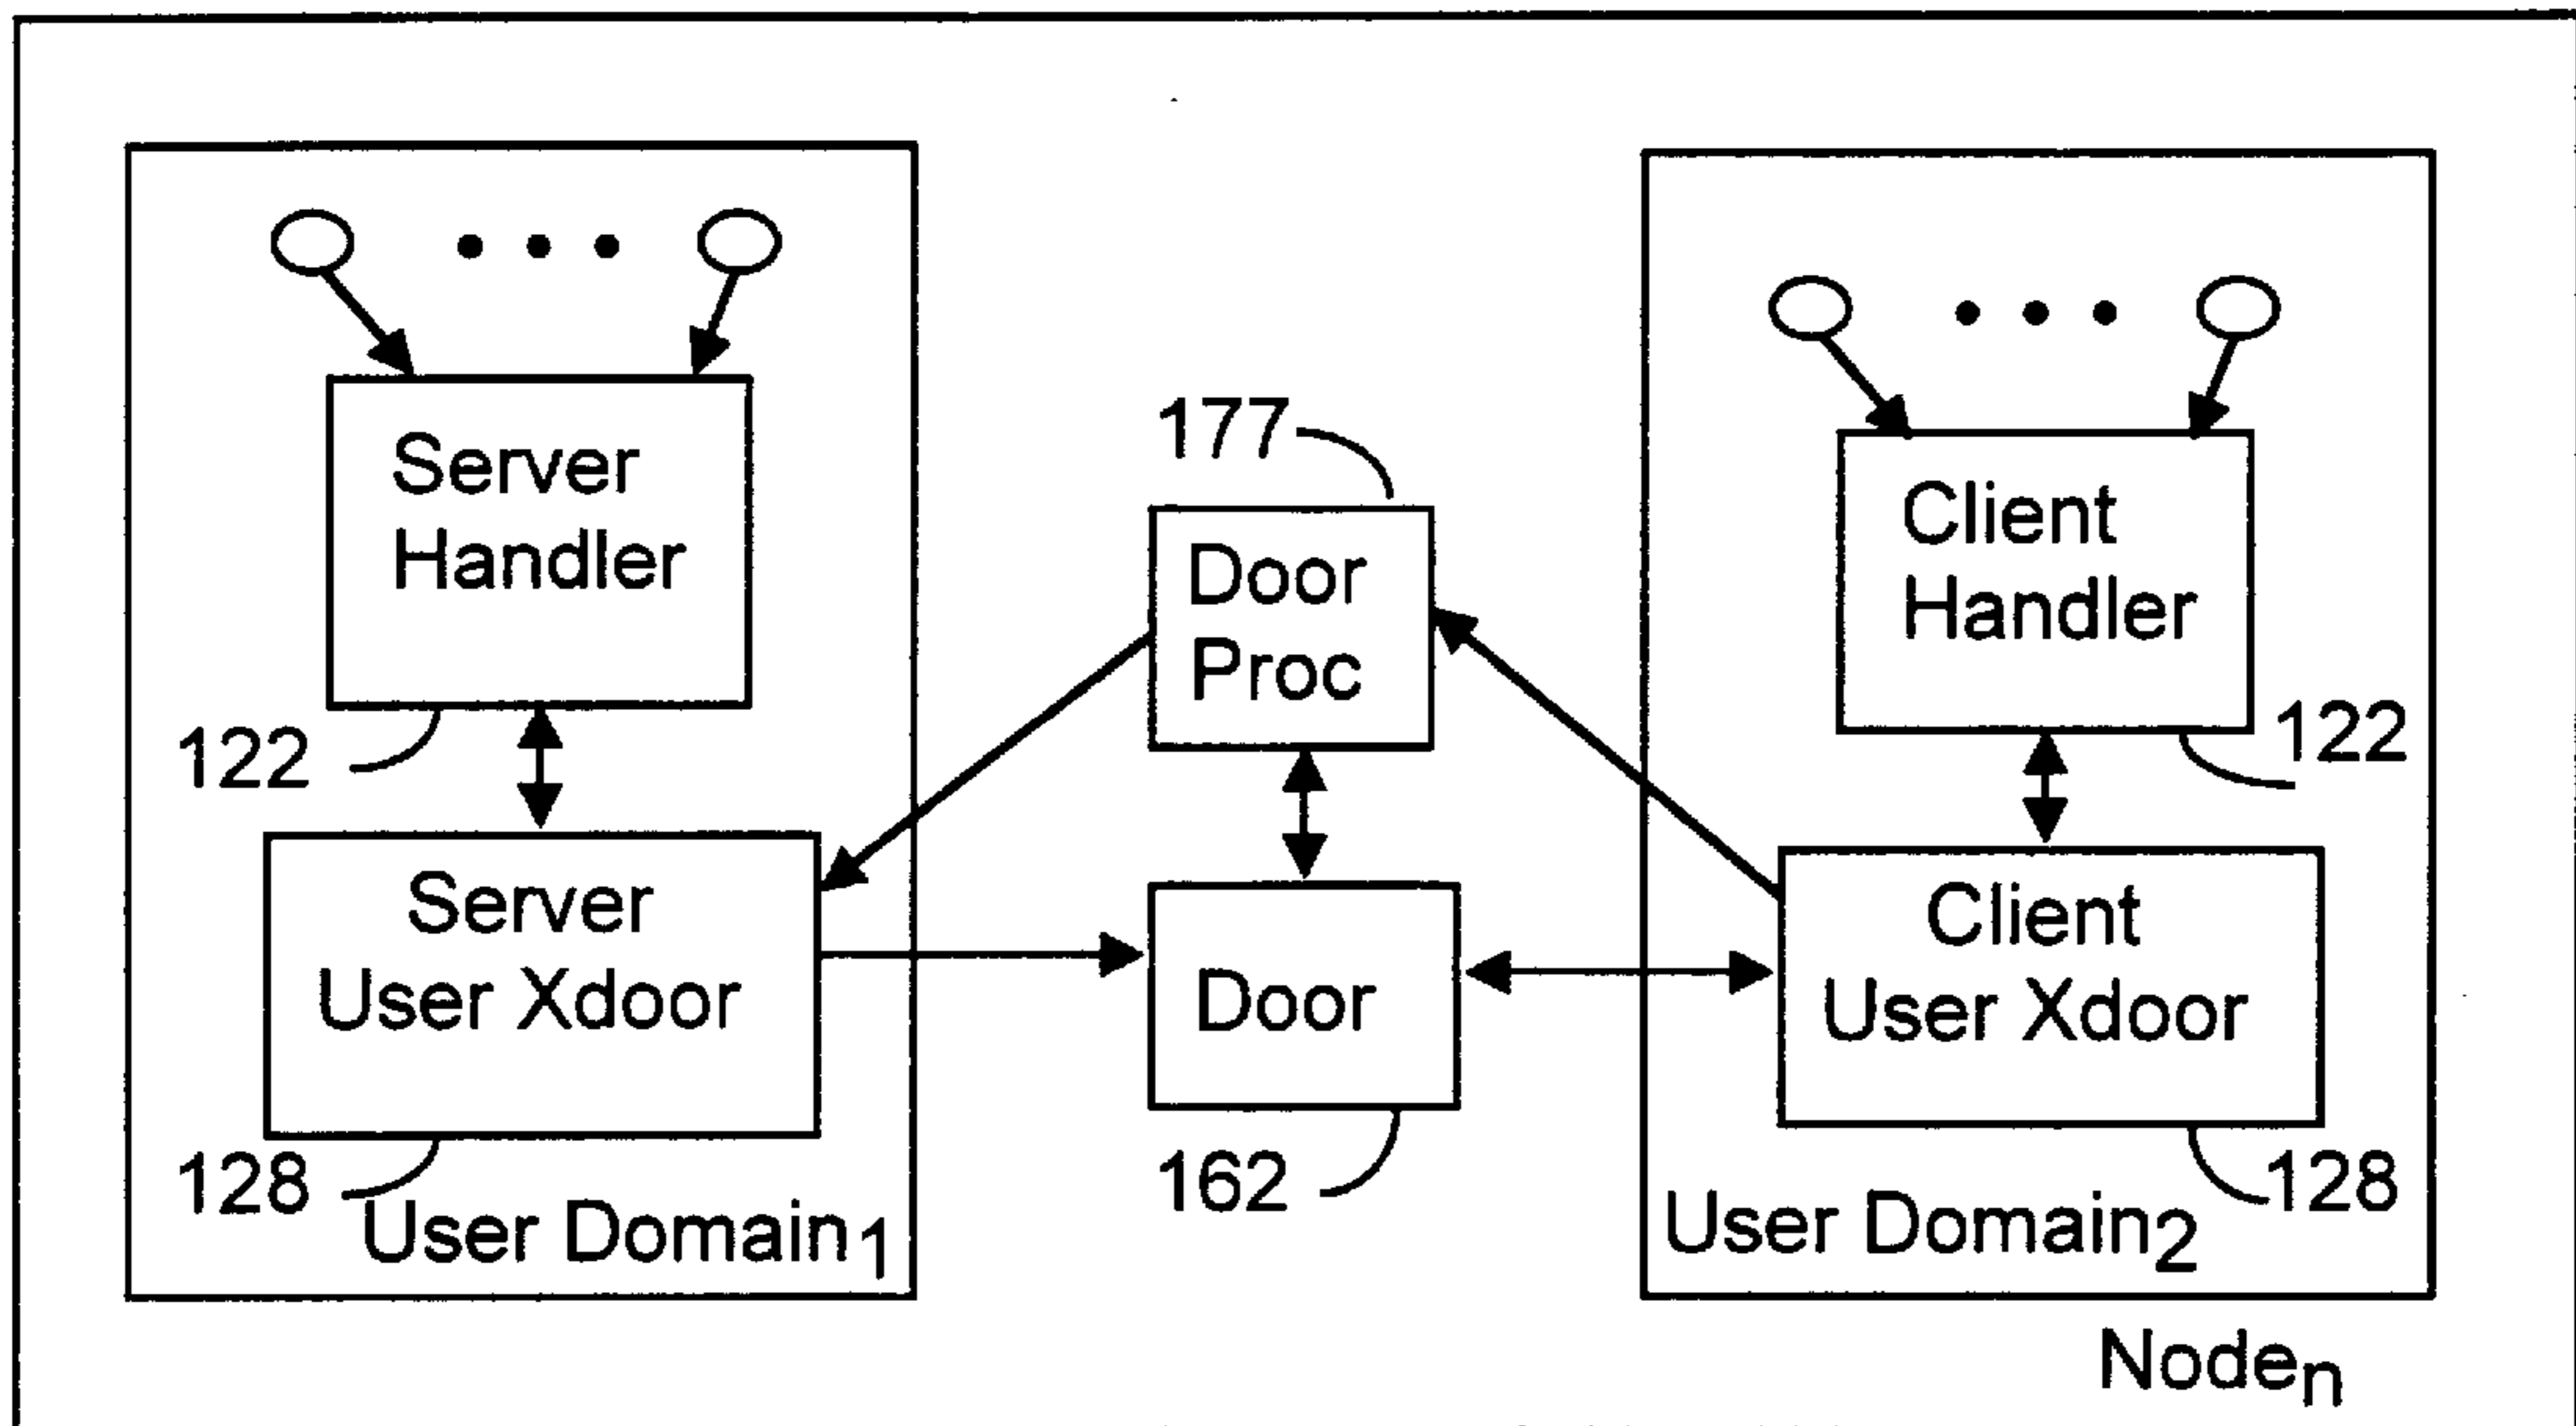 Server
Handler
122
Server
User Xdoor
128
User Domain1
177
Door
Proc
Door
162
Client
Handler
122
Client
User Xdoor
128
User Domain2
Noden